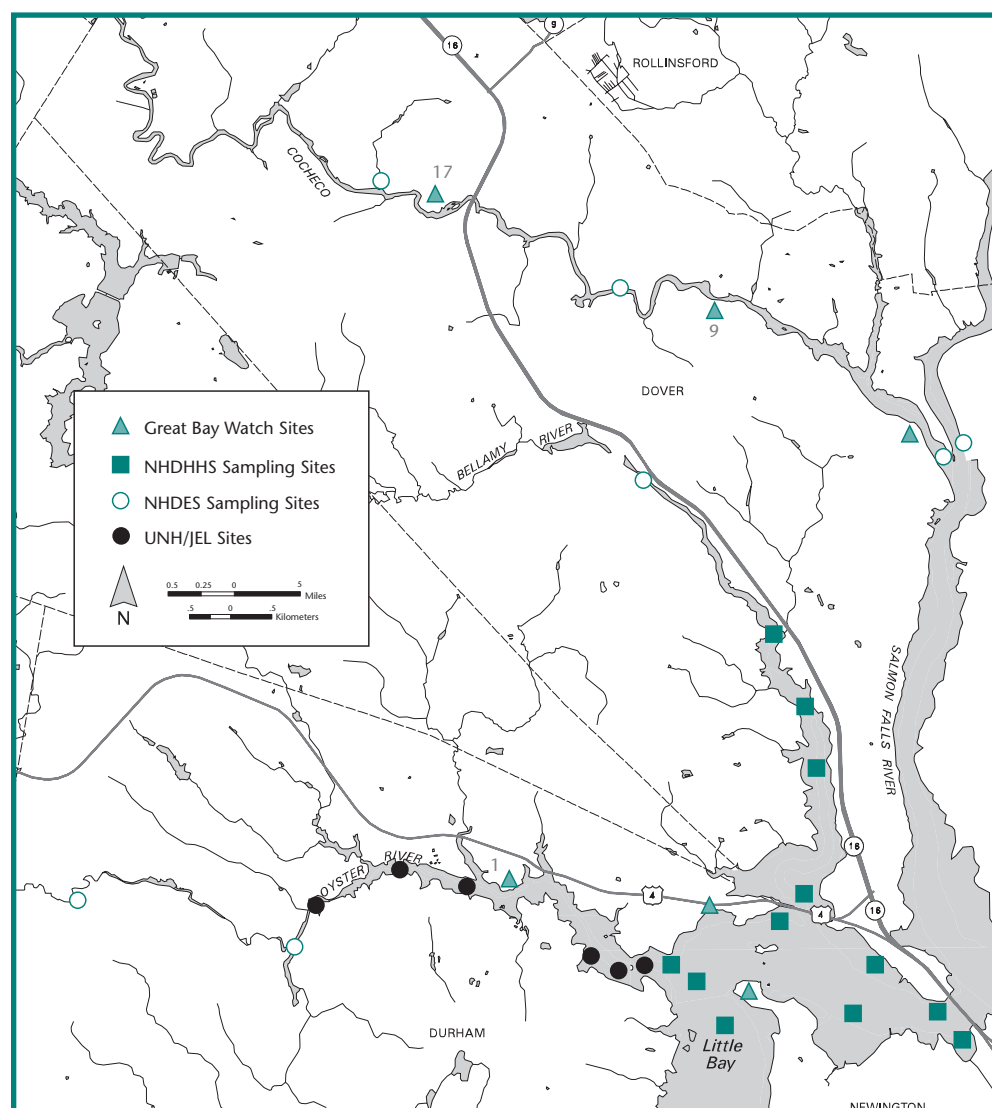 9
16
ROLLINSFORD
COCHECO
17
9
DOVER
BELLAMY RIVER
Great Bay Watch Sites
NHDHHS Sampling Sites
NHDES Sampling Sites
UNH/JEL Sites
N
0.5 0.25 0 5
Miles
.5 0 .5
Kilometers
SALMON FALLS RIVER
16
OYSTER RIVER
1
4
4
16
DURHAM
Little
Bay
NEWINGTON